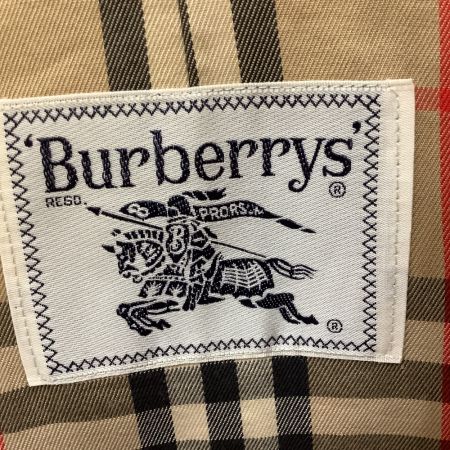 'Burberrys'
REGD. ®
PRORSUM
®